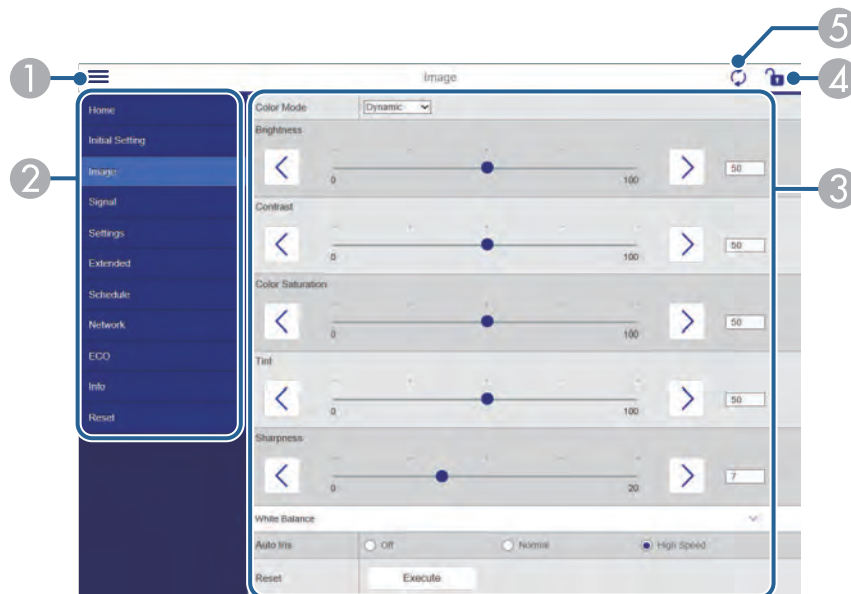 5
1
Image
4
Home
Color Mode
Dynamic
Initial Setting
Brightness
2
Image
50
3
0
100
Signal
Contrast
Settings
50
0
100
Extended
Color Saturation
Schedule
Network
50
0
100
ECO
Tint
Info
50
0
100
Reset
Sharpness
7
0
20
White Balance
Auto Iris
Off
Normal
High Speed
Reset
Execute